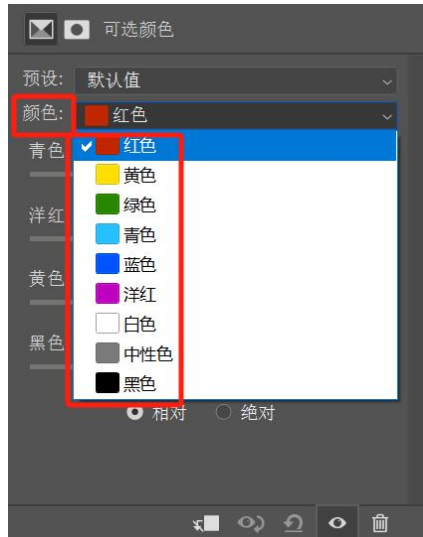 可选颜色
预设: 默认值
颜色: 红色
青色
红色
黄色
洋红
绿色
青色
黄色
蓝色
洋红
黑色
白色
中性色
黑色
相对 绝对